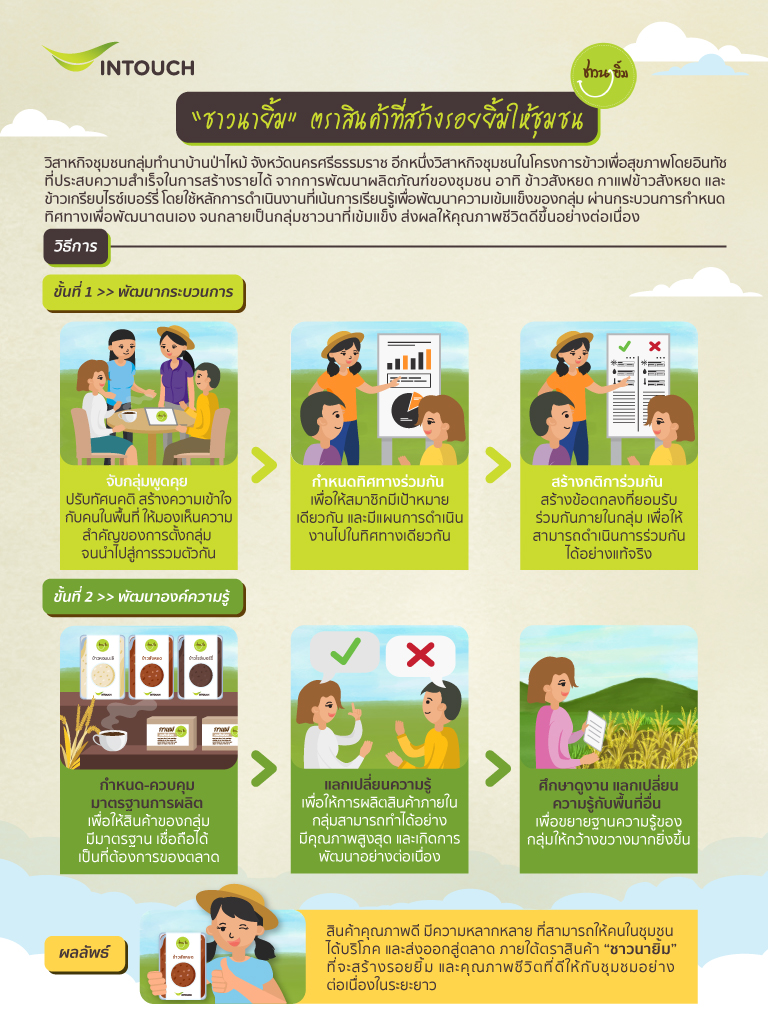 INTOUCH
ชาวนายิ้ม
"ชาวนายิ้ม" ตราสินค้าที่สร้างรอยยิ้มให้ชุมชน
วิสาหกิจชุมชนกลุ่มทำนาบ้านป่าไหม้ จังหวัดนครศรีธรรมราช อีกหนึ่งวิสาหกิจชุมชนในโครงการข้าวเพื่อสุขภาพโดยอินทัช
ที่ประสบความสำเร็จในการสร้างรายได้ จากการพัฒนาผลิตภัณฑ์ของชุมชน อาทิ ข้าวสังหยด กาแฟข้าวสังหยด และ
ข้าวเกรียบไรซ์เบอร์รี่ โดยใช้หลักการดำเนินงานที่เน้นการเรียนรู้เพื่อพัฒนาความเข้มแข็งของกลุ่ม ผ่านกระบวนการกำหนด
ทิศทางเพื่อพัฒนาตนเอง จนกลายเป็นกลุ่มชาวนาที่เข้มแข็ง ส่งผลให้คุณภาพชีวิตดีขึ้นอย่างต่อเนื่อง
วิธีการ
ขั้นที่ 1 >> พัฒนากระบวนการ
จับกลุ่มพูดคุย
ปรับทัศนคติ สร้างความเข้าใจ
กับคนในพื้นที่ ให้มองเห็นความ
สำคัญของการตั้งกลุ่ม
จนนำไปสู่การรวมตัวกัน
กำหนดทิศทางร่วมกัน
เพื่อให้สมาชิกมีเป้าหมาย
เดียวกัน และมีแผนการดำเนิน
งานไปในทิศทางเดียวกัน
สร้างกติการ่วมกัน
สร้างข้อตกลงที่ยอมรับ
ร่วมกันภายในกลุ่ม เพื่อให้
สามารถดำเนินการร่วมกัน
ได้อย่างแท้จริง
ขั้นที่ 2 >> พัฒนาองค์ความรู้
ข้าวหอมมะลิ
ข้าวสังหยด
ข้าวไรซ์เบอร์รี่
INTOUCH
INTOUCH
INTOUCH
กาแฟ
กาแฟ
กำหนด-ควบคุม
มาตรฐานการผลิต
เพื่อให้สินค้าของกลุ่ม
มีมาตรฐาน เชื่อถือได้
เป็นที่ต้องการของตลาด
แลกเปลี่ยนความรู้
เพื่อให้การผลิตสินค้าภายใน
กลุ่มสามารถทำได้อย่าง
มีคุณภาพสูงสุด และเกิดการ
พัฒนาอย่างต่อเนื่อง
ศึกษาดูงาน แลกเปลี่ยน
ความรู้กับพื้นที่อื่น
เพื่อขยายฐานความรู้ของ
กลุ่มให้กว้างขวางมากยิ่งขึ้น
ผลลัพธ์
ข้าวสังหยด
INTOUCH
สินค้าคุณภาพดี มีความหลากหลาย ที่สามารถให้คนในชุมชน
ได้บริโภค และส่งออกสู่ตลาด ภายใต้ตราสินค้า "ชาวนายิ้ม"
ที่จะสร้างรอยยิ้ม และคุณภาพชีวิตที่ดีให้กับชุมชมอย่าง
ต่อเนื่องในระยะยาว